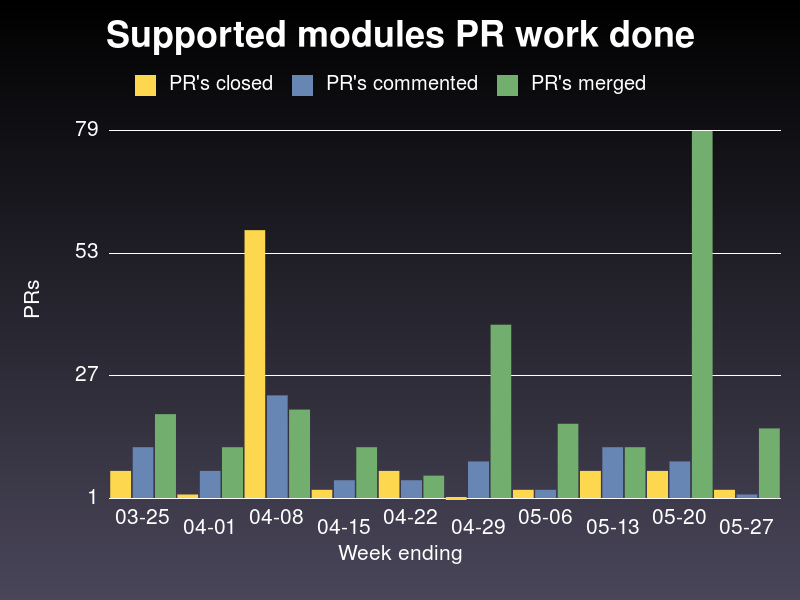 Supported modules PR work done
PR's closed PR's commented PR's merged
79
53
27
1
PRs
03-25 04-01 04-08 04-15 04-22 04-29 05-06 05-13 05-20 05-27
Week ending